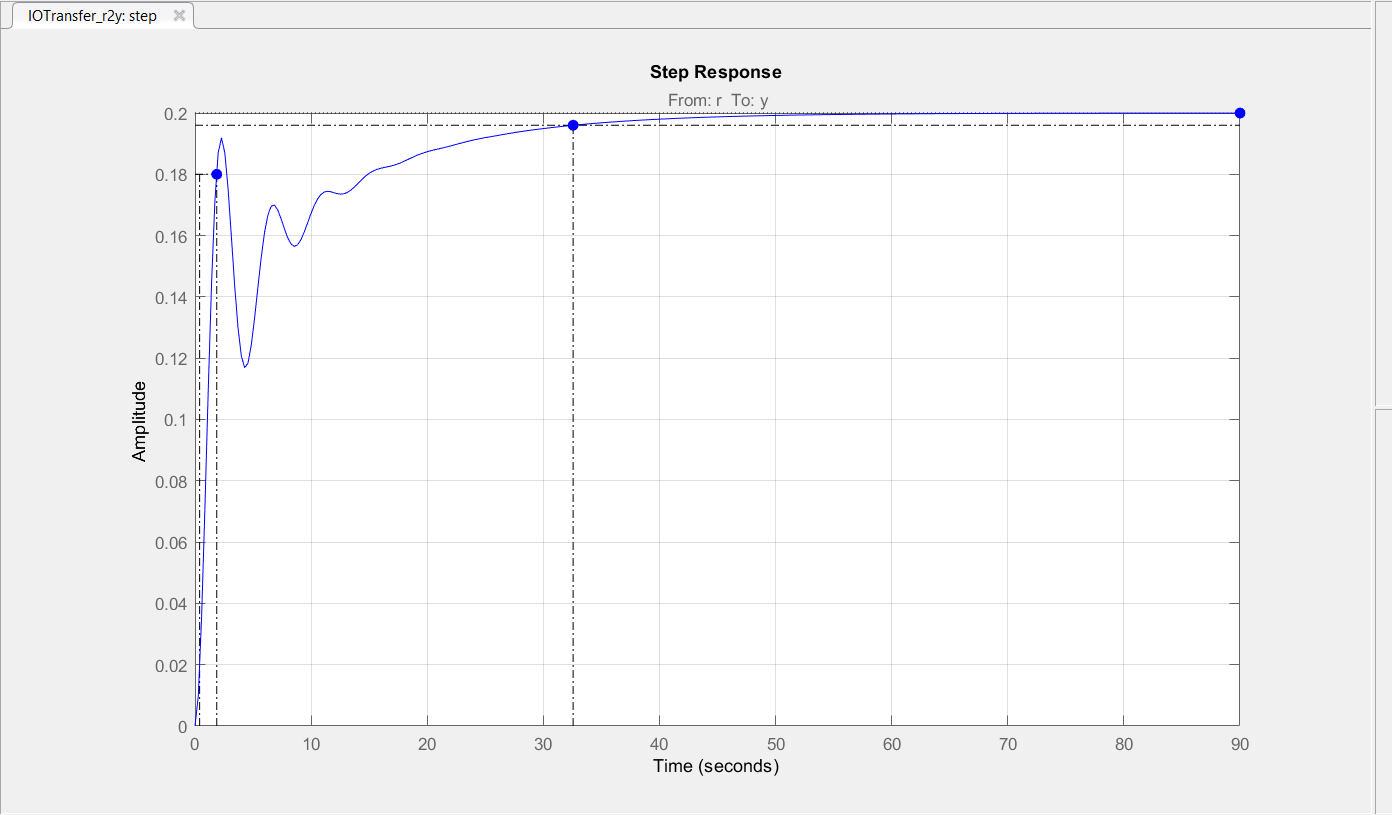 IOTransfer_r2y: step
Step Response
From: r To: y
0.2
0.18
0.16
0.14
0.12
0.1
0.08
0.06
0.04
0.02
0
Amplitude
0 10 20 30 40 50 60 70 80 90
Time (seconds)